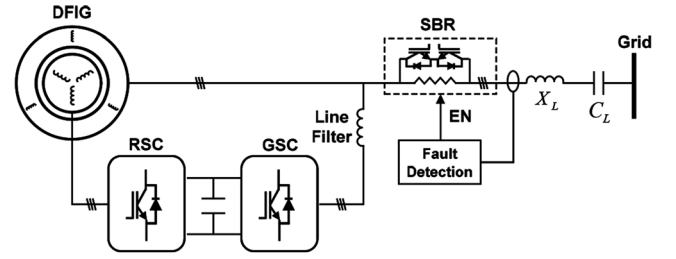 DFIG
SBR
Grid
EN
X_L
C_L
Line
Filter
Fault
Detection
RSC
GSC